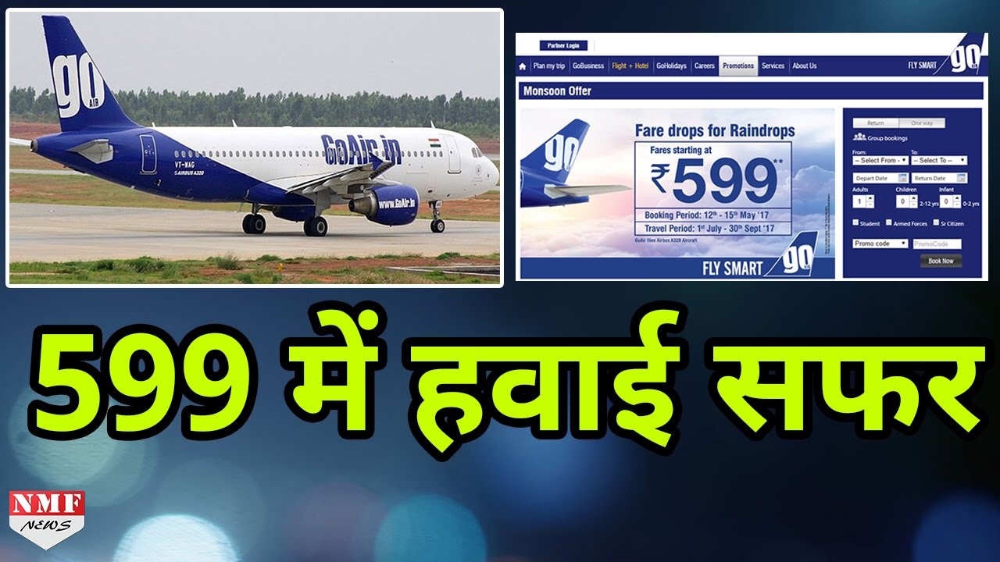 go
AIR
GoAir.in
VT-WAG
AIRBUS A320
www.GoAir.in
Partner Login
Plan my trip GoBusiness Flight + Hotel GoHolidays Careers Promotions Services About Us
FLY SMART go
Monsoon Offer
go
Fare drops for Raindrops
Fares starting at
₹599**
Booking Period: 12th - 15th May '17
Travel Period: 1st July - 30th Sept '17
GoAir flies Airbus A320 Aircraft
FLY SMART go
Return One way
Group bookings
From: To:
-- Select From - -- Select To --
Depart Date Return Date
Adults Children Infant
1 0 2-12 yrs 0 0-2 yrs
Student Armed Forces Sr Citizen
Promo code PromoCode
Book Now
599 में हवाई सफर
NMF
NEWS